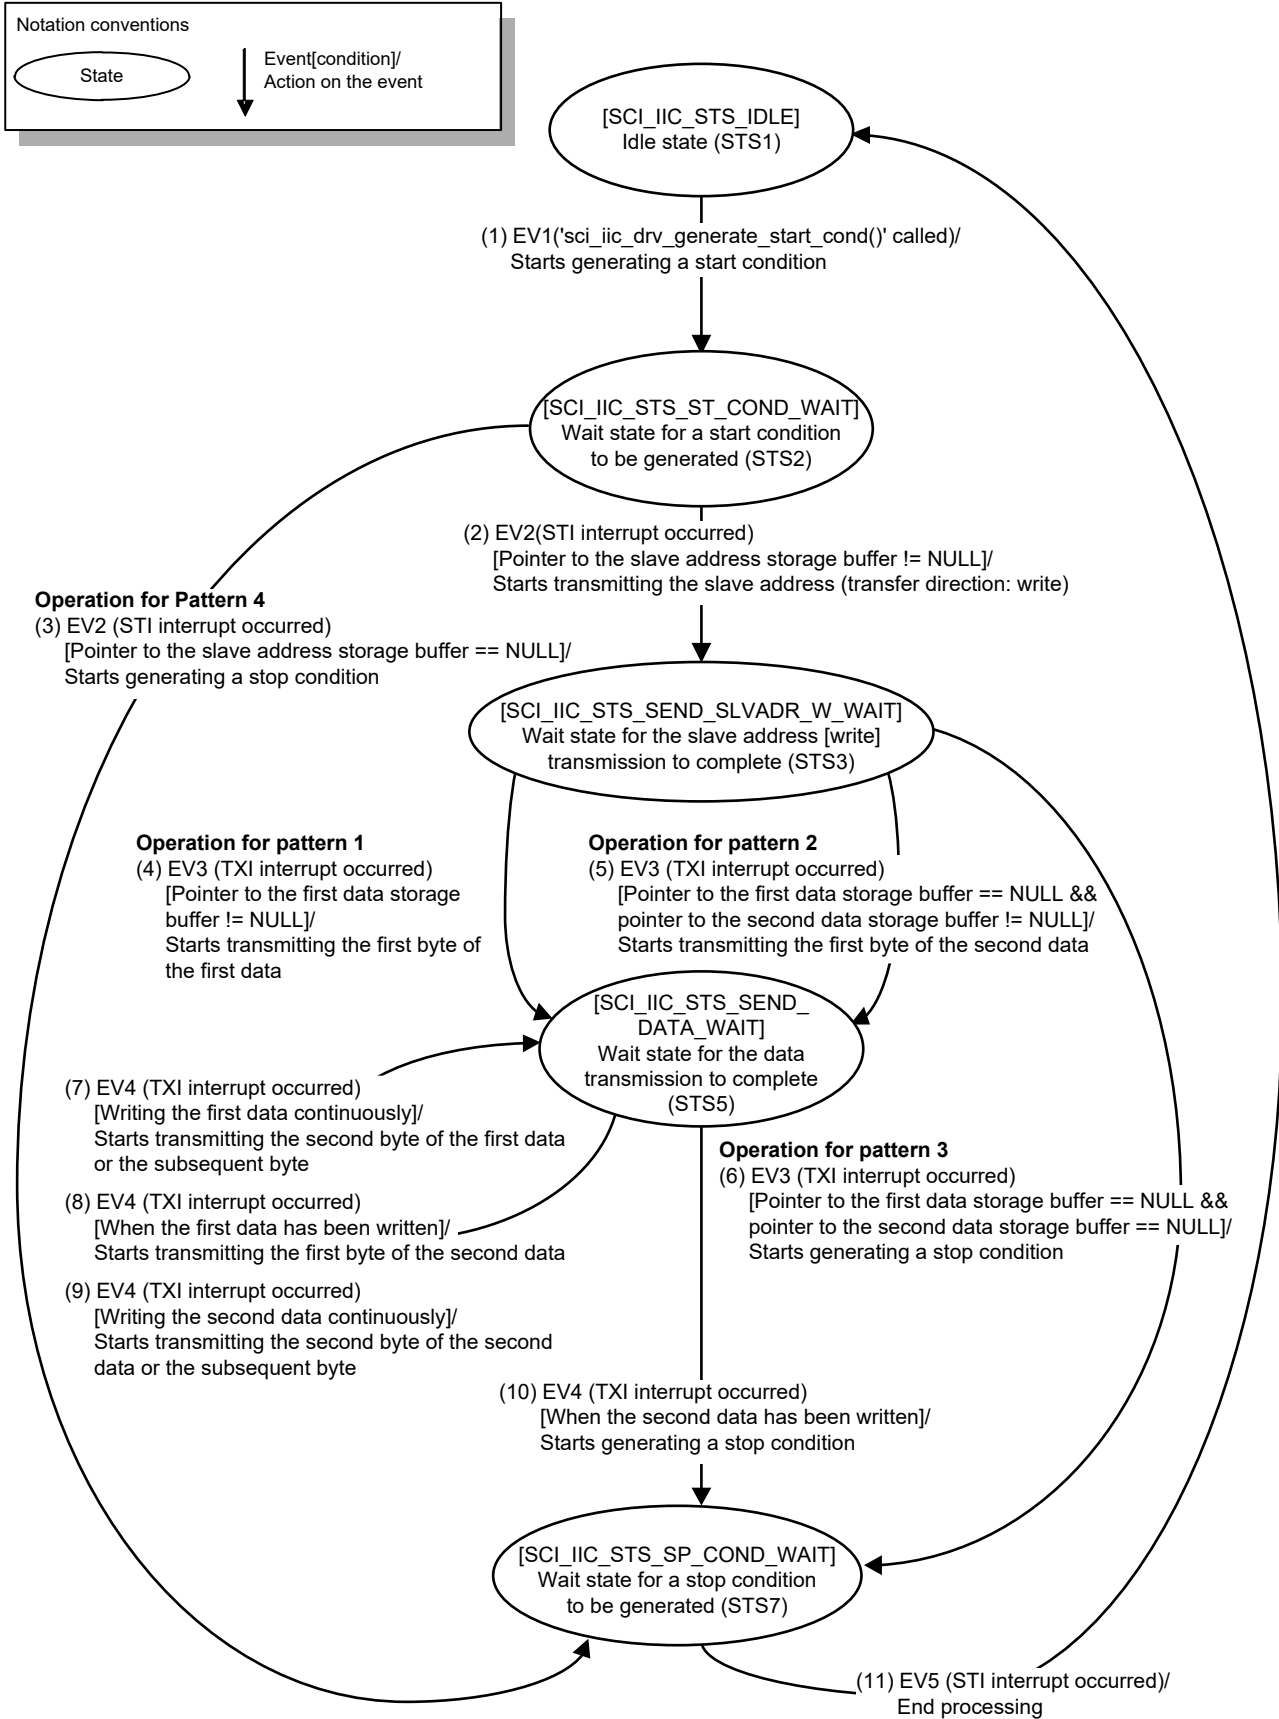 Notation conventions
State
Event[condition]/
Action on the event
[SCI_IIC_STS_IDLE]
Idle state (STS1)
(1) EV1('sci_iic_drv_generate_start_cond()' called)/
Starts generating a start condition
[SCI_IIC_STS_ST_COND_WAIT]
Wait state for a start condition
to be generated (STS2)
(2) EV2(STI interrupt occurred)
[Pointer to the slave address storage buffer != NULL]/
Starts transmitting the slave address (transfer direction: write)
Operation for Pattern 4
(3) EV2 (STI interrupt occurred)
[Pointer to the slave address storage buffer == NULL]/
Starts generating a stop condition
[SCI_IIC_STS_SEND_SLVADR_W_WAIT]
Wait state for the slave address [write]
transmission to complete (STS3)
Operation for pattern 1
(4) EV3 (TXI interrupt occurred)
[Pointer to the first data storage
buffer != NULL]/
Starts transmitting the first byte of
the first data
Operation for pattern 2
(5) EV3 (TXI interrupt occurred)
[Pointer to the first data storage buffer == NULL &&
pointer to the second data storage buffer != NULL]/
Starts transmitting the first byte of the second data
[SCI_IIC_STS_SEND_
DATA_WAIT]
Wait state for the data
transmission to complete
(STS5)
(7) EV4 (TXI interrupt occurred)
[Writing the first data continuously]/
Starts transmitting the second byte of the first data
or the subsequent byte
(8) EV4 (TXI interrupt occurred)
[When the first data has been written]/
Starts transmitting the first byte of the second data
(9) EV4 (TXI interrupt occurred)
[Writing the second data continuously]/
Starts transmitting the second byte of the second
data or the subsequent byte
Operation for pattern 3
(6) EV3 (TXI interrupt occurred)
[Pointer to the first data storage buffer == NULL &&
pointer to the second data storage buffer == NULL]/
Starts generating a stop condition
(10) EV4 (TXI interrupt occurred)
[When the second data has been written]/
Starts generating a stop condition
[SCI_IIC_STS_SP_COND_WAIT]
Wait state for a stop condition
to be generated (STS7)
(11) EV5 (STI interrupt occurred)/
End processing